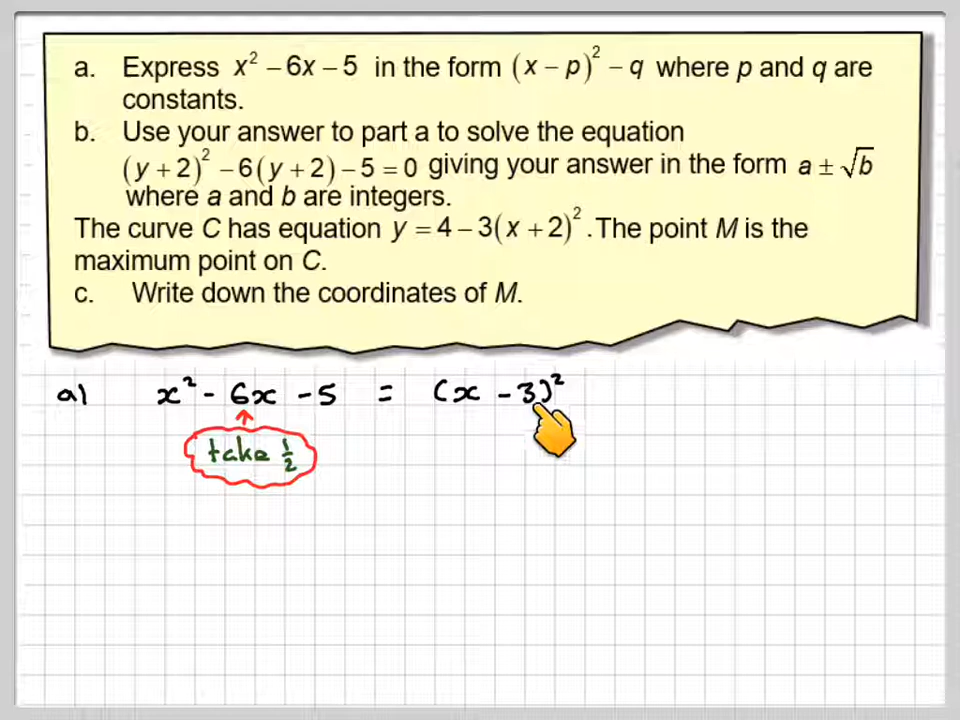 a. Express x² – 6x – 5 in the form (x – p)² – q where p and q are
constants.
b. Use your answer to part a to solve the equation
(y + 2)² – 6(y + 2) – 5 = 0 giving your answer in the form a ± √b
where a and b are integers.
The curve C has equation y = 4 – 3(x + 2)². The point M is the
maximum point on C.
c. Write down the coordinates of M.
a) x² - 6x - 5 = (x - 3)²
take ½